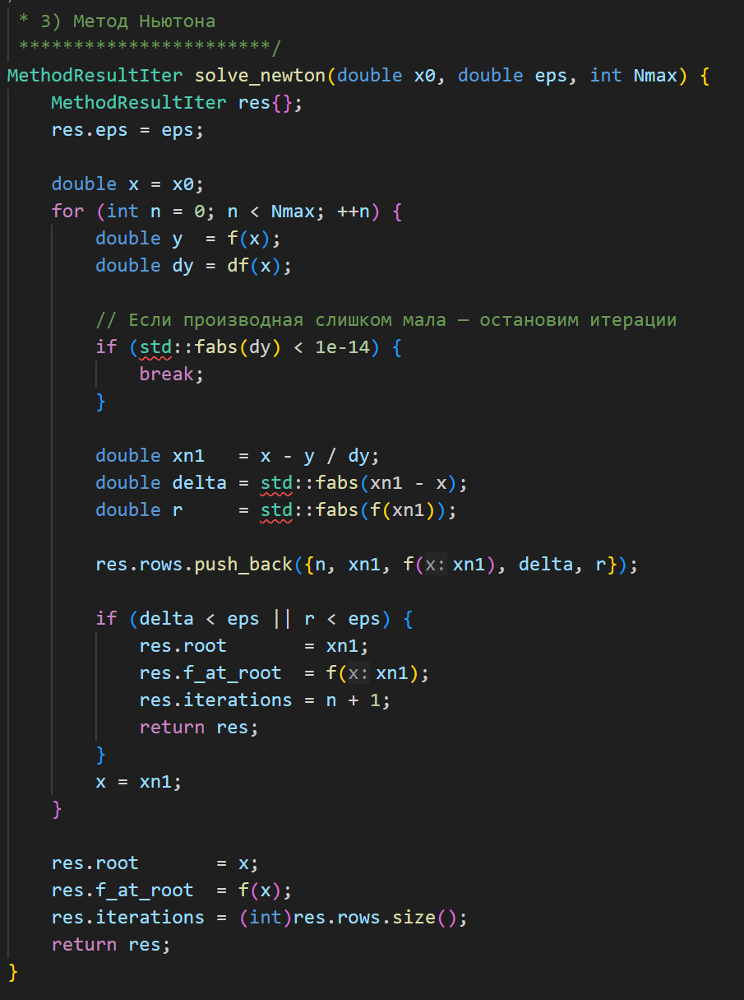 * 3) Метод Ньютона
***********************/
MethodResultIter solve_newton(double x0, double eps, int Nmax) {
    MethodResultIter res{};
    res.eps = eps;

    double x = x0;
    for (int n = 0; n < Nmax; ++n) {
        double y  = f(x);
        double dy = df(x);

        // Если производная слишком мала — остановим итерации
        if (std::fabs(dy) < 1e-14) {
            break;
        }

        double xn1   = x - y / dy;
        double delta = std::fabs(xn1 - x);
        double r     = std::fabs(f(xn1));

        res.rows.push_back({n, xn1, f(x: xn1), delta, r});

        if (delta < eps || r < eps) {
            res.root       = xn1;
            res.f_at_root  = f(x: xn1);
            res.iterations = n + 1;
            return res;
        }
        x = xn1;
    }

    res.root       = x;
    res.f_at_root  = f(x);
    res.iterations = (int)res.rows.size();
    return res;
}